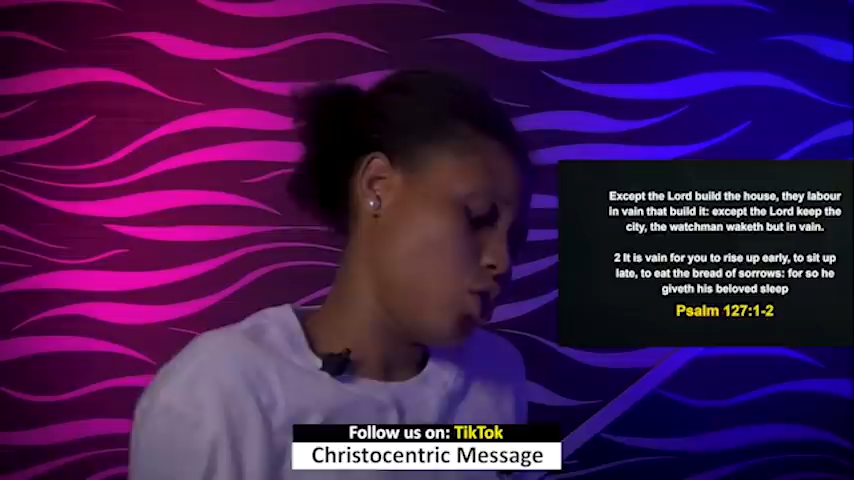 Except the Lord build the house, they labour
in vain that build it: except the Lord keep the
city, the watchman waketh but in vain.
2 It is vain for you to rise up early, to sit up
late, to eat the bread of sorrows: for so he
giveth his beloved sleep
Psalm 127:1-2
Follow us on: TikTok
Christocentric Message